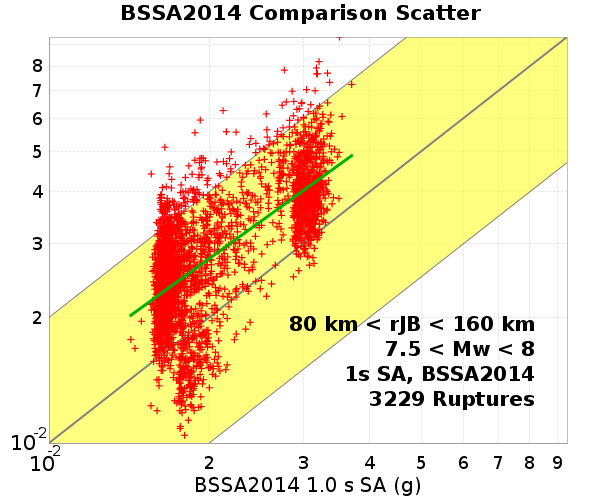 BSSA2014 Comparison Scatter
8
7
6
5
4
3
2
10-2
80 km < rJB < 160 km
7.5 < Mw < 8
1s SA, BSSA2014
3229 Ruptures
10-2 2 3 4 5 6 7 8 9
BSSA2014 1.0 s SA (g)